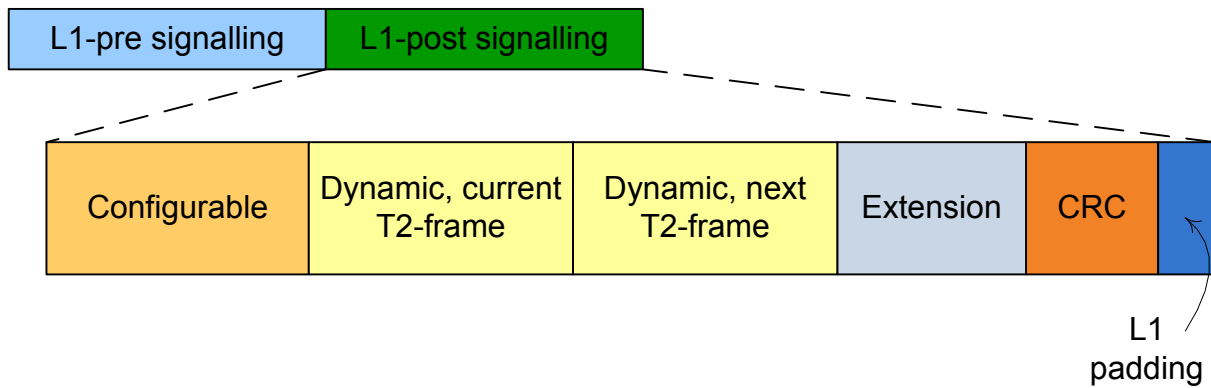 L1-pre signalling
L1-post signalling
Configurable
Dynamic, current
T2-frame
Dynamic, next
T2-frame
Extension
CRC
L1
padding